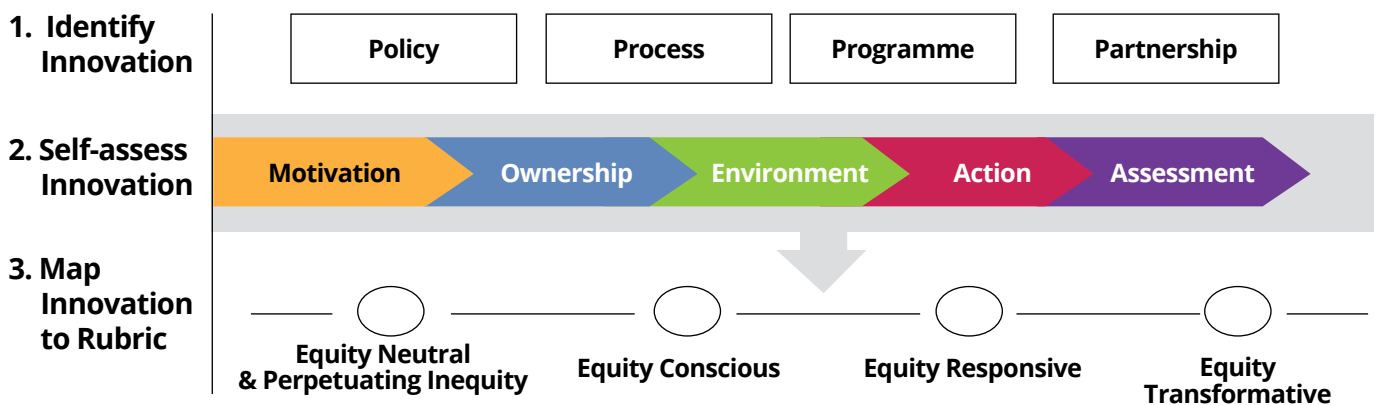 1. Identify
Innovation
Policy
Process
Programme
Partnership
2. Self-assess
Innovation
Motivation
Ownership
Environment
Action
Assessment
3. Map
Innovation
to Rubric
Equity Neutral
& Perpetuating Inequity
Equity Conscious
Equity Responsive
Equity
Transformative